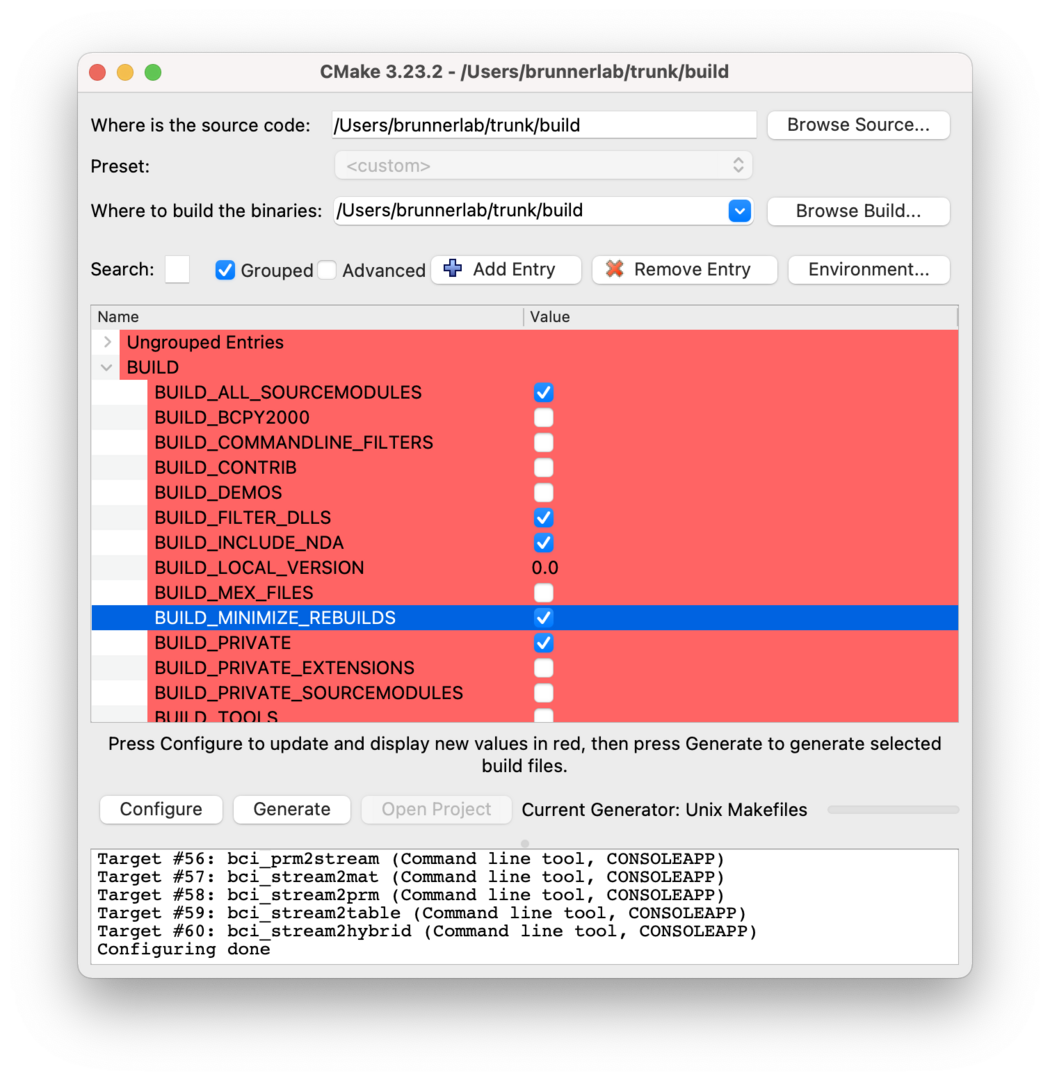 CMake 3.23.2 - /Users/brunnerlab/trunk/build
Where is the source code: /Users/brunnerlab/trunk/build Browse Source...
Preset: <custom>
Where to build the binaries: /Users/brunnerlab/trunk/build Browse Build...
Search: Grouped Advanced Add Entry Remove Entry Environment...
Name Value
Ungrouped Entries
BUILD
BUILD_ALL_SOURCEMODULES
BUILD_BCPY2000
BUILD_COMMANDLINE_FILTERS
BUILD_CONTRIB
BUILD_DEMOS
BUILD_FILTER_DLLS
BUILD_INCLUDE_NDA
BUILD_LOCAL_VERSION 0.0
BUILD_MEX_FILES
BUILD_MINIMIZE_REBUILDS
BUILD_PRIVATE
BUILD_PRIVATE_EXTENSIONS
BUILD_PRIVATE_SOURCEMODULES
BUILD_TOOLS
Press Configure to update and display new values in red, then press Generate to generate selected
build files.
Configure Generate Open Project Current Generator: Unix Makefiles
Target #56: bci_prm2stream (Command line tool, CONSOLEAPP)
Target #57: bci_stream2mat (Command line tool, CONSOLEAPP)
Target #58: bci_stream2prm (Command line tool, CONSOLEAPP)
Target #59: bci_stream2table (Command line tool, CONSOLEAPP)
Target #60: bci_stream2hybrid (Command line tool, CONSOLEAPP)
Configuring done